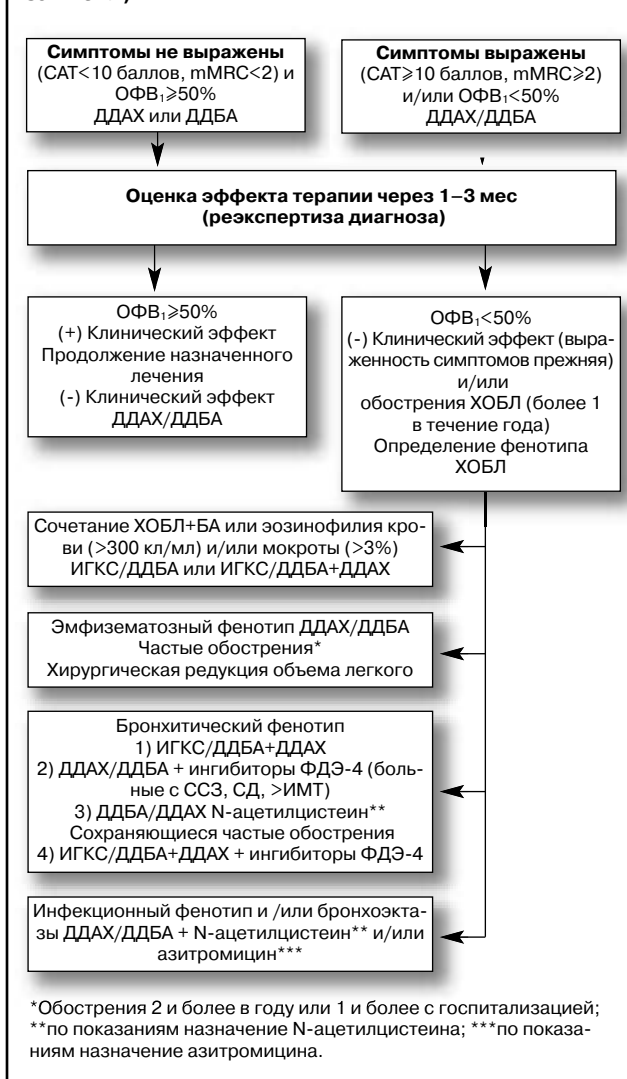 Симптомы не выражены
(САТ<10 баллов, mMRC<2) и
ОФВ₁⩾50%
ДДАХ или ДДБА
Симптомы выражены
(САТ⩾10 баллов, mMRC⩾2)
и/или ОФВ₁<50%
ДДАХ/ДДБА
Оценка эффекта терапии через 1–3 мес
(реэкспертиза диагноза)
ОФВ₁⩾50%
(+) Клинический эффект
Продолжение назначенного
лечения
(-) Клинический эффект
ДДАХ/ДДБА
ОФВ₁<50%
(-) Клинический эффект (выра-
женность симптомов прежняя)
и/или
обострения ХОБЛ (более 1
в течение года)
Определение фенотипа
ХОБЛ
Сочетание ХОБЛ+БА или эозинофилия кро-
ви (>300 кл/мл) и/или мокроты (>3%)
ИГКС/ДДБА или ИГКС/ДДБА+ДДАХ
Эмфизематозный фенотип ДДАХ/ДДБА
Частые обострения*
Хирургическая редукция объема легкого
Бронхитический фенотип
1) ИГКС/ДДБА+ДДАХ
2) ДДАХ/ДДБА + ингибиторы ФДЭ-4 (боль-
ные с ССЗ, СД, >ИМТ)
3) ДДБА/ДДАХ N-ацетилцистеин**
Сохраняющиеся частые обострения
4) ИГКС/ДДБА+ДДАХ + ингибиторы ФДЭ-4
Инфекционный фенотип и /или бронхоэкта-
зы ДДАХ/ДДБА + N-ацетилцистеин** и/или
азитромицин***
*Обострения 2 и более в году или 1 и более с госпитализацией;
**по показаниям назначение N-ацетилцистеина; ***по показа-
ниям назначение азитромицина.